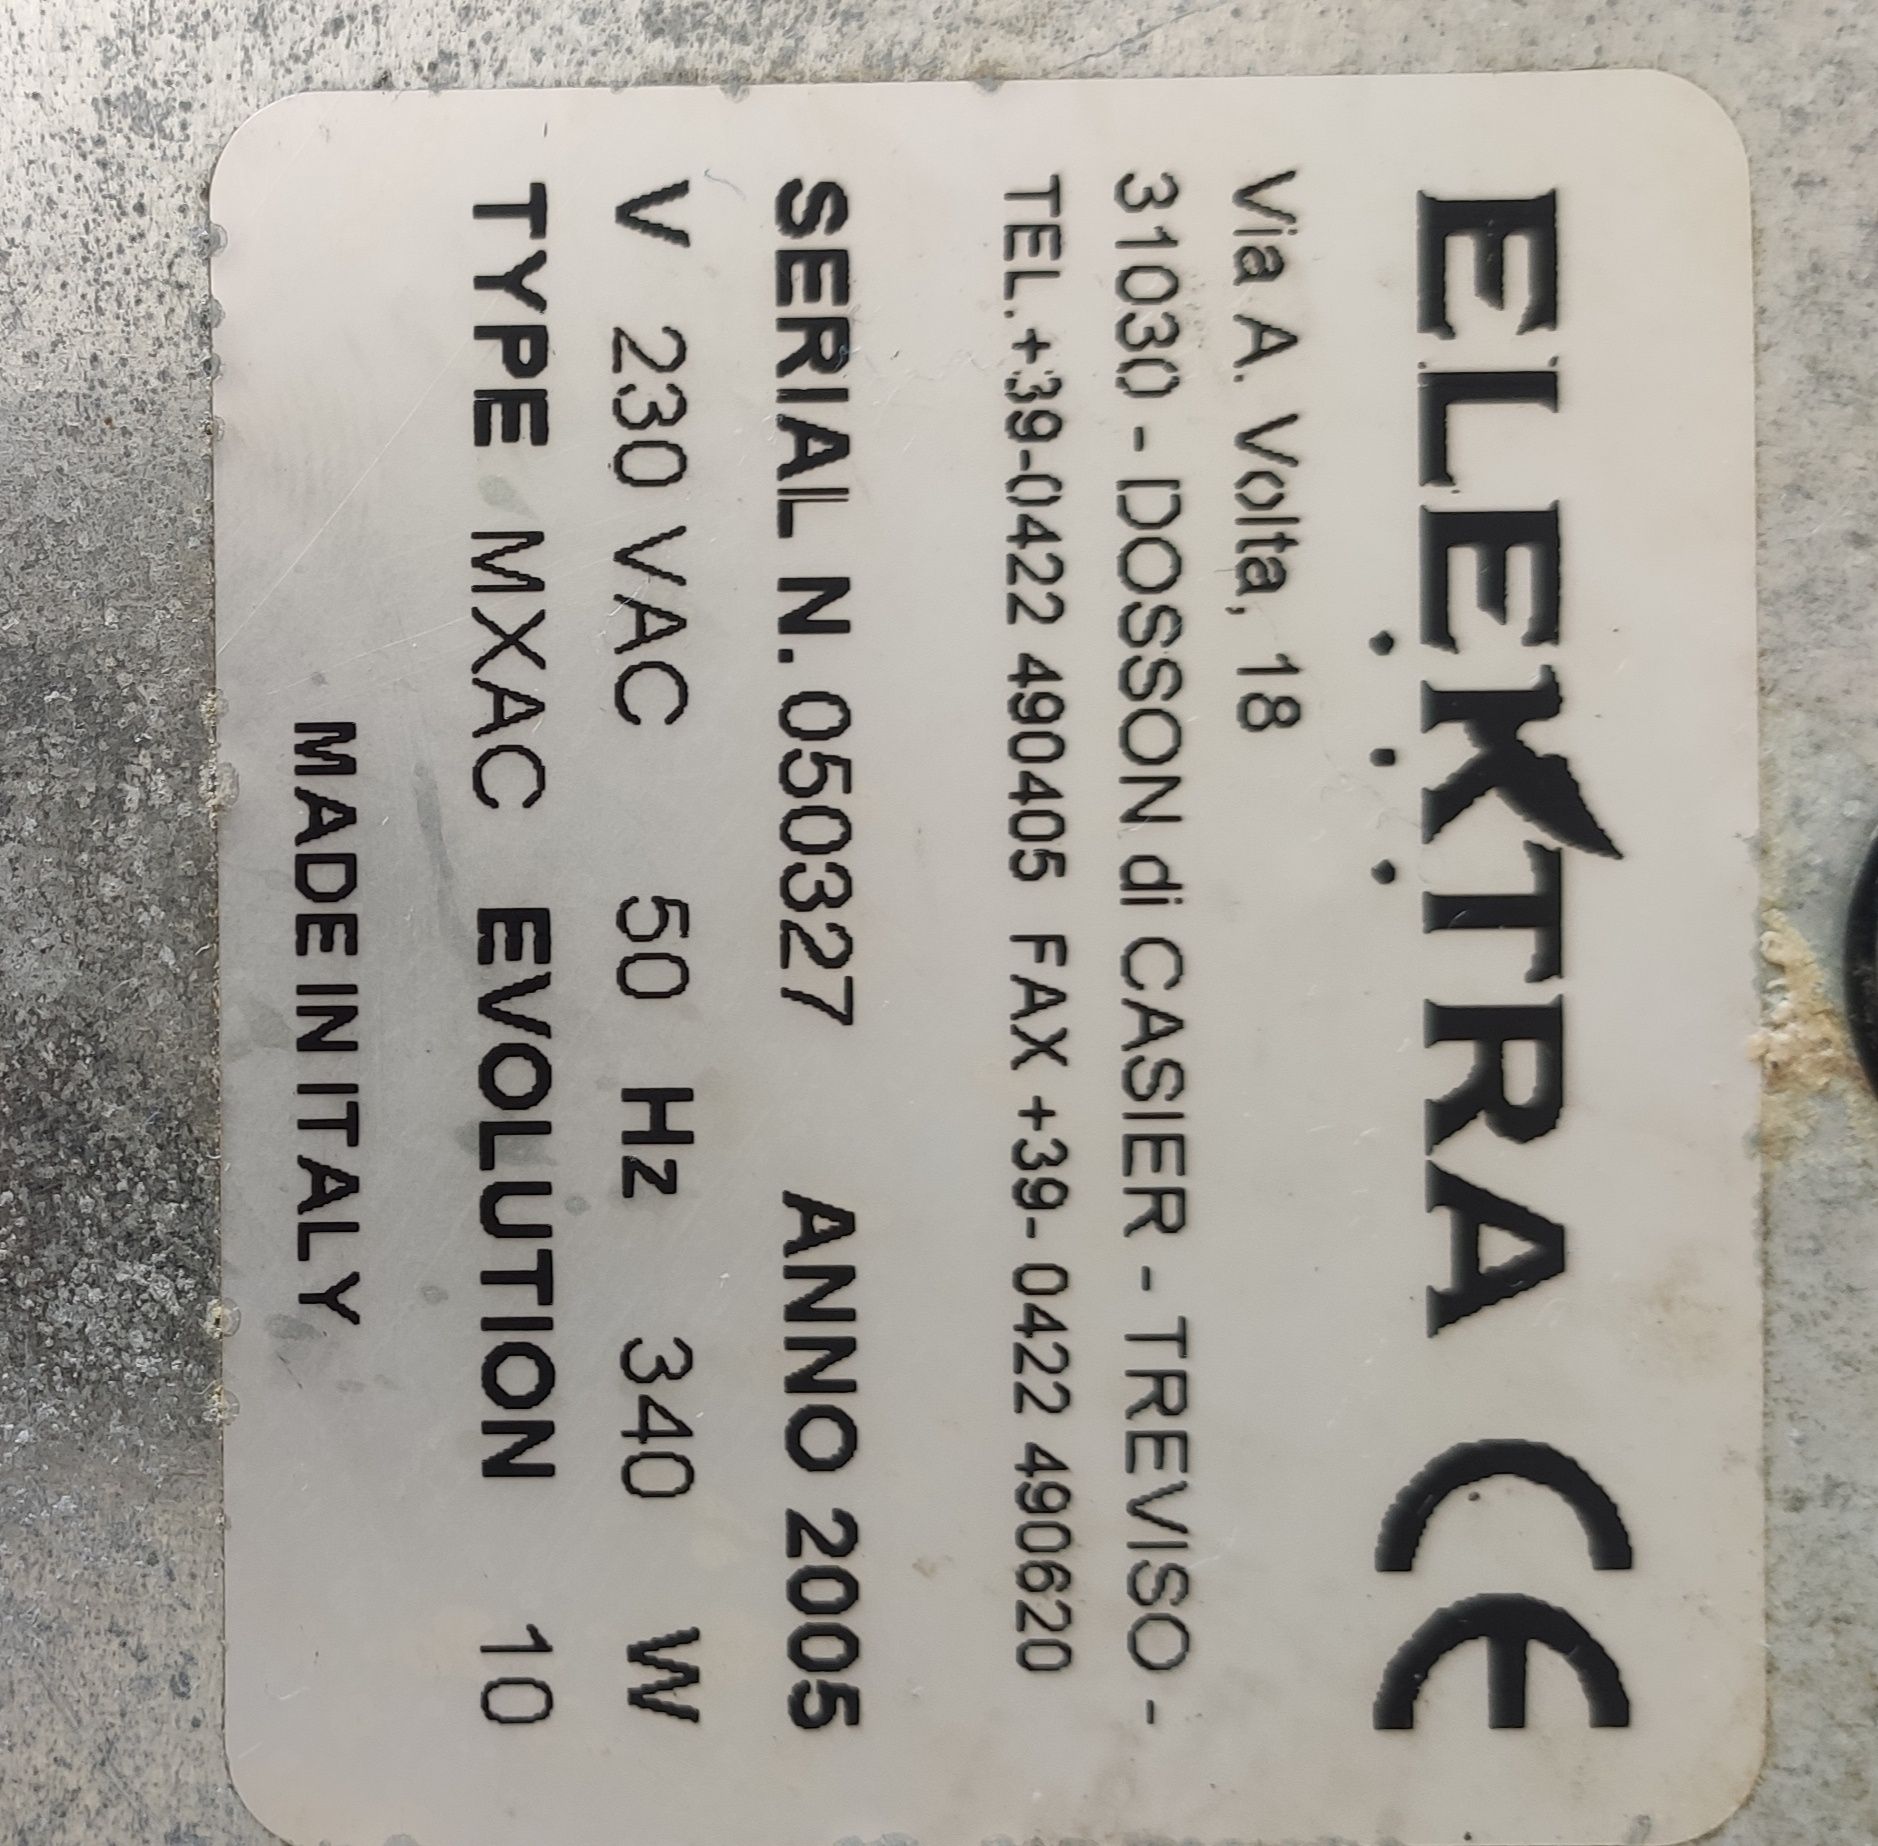 ELEKTRA CE
Via A. Volta, 18
31030 - DOSSON di CASIER - TREVISO -
TEL.+39-0422 490405 FAX +39- 0422 490620
SERIAL N. 050327 ANNO 2005
V 230 VAC 50 Hz 340 W
TYPE MXAC EVOLUTION 10
MADE IN ITALY